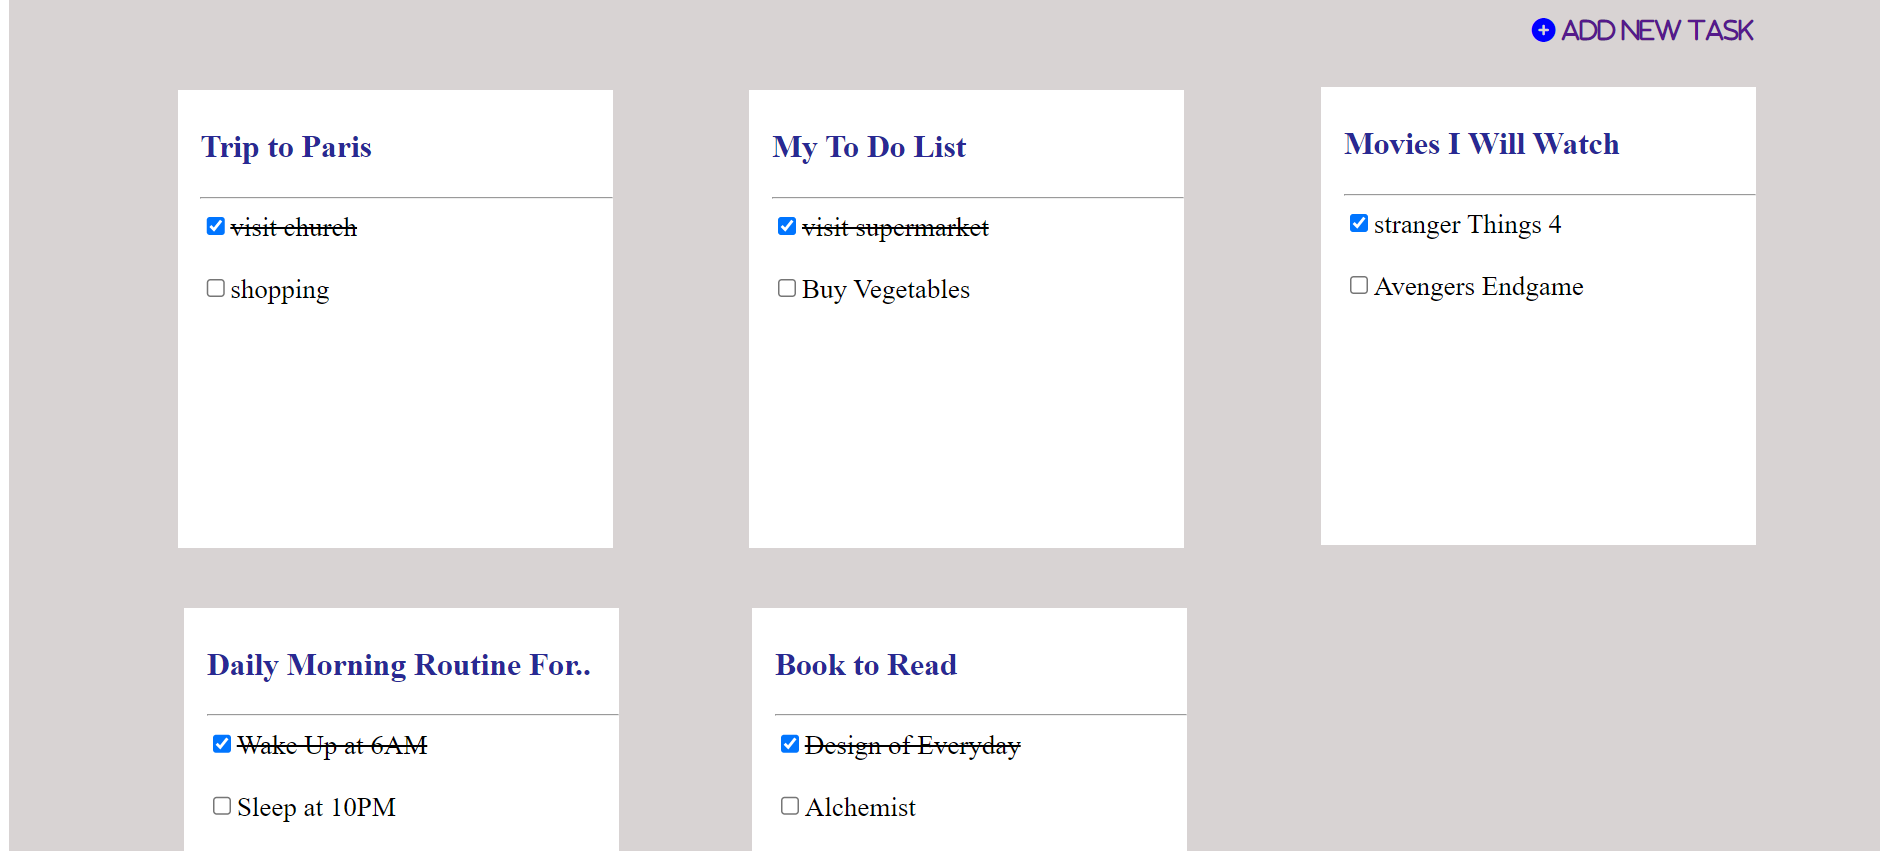 ADD NEW TASK
Trip to Paris
visit church
shopping
My To Do List
visit supermarket
Buy Vegetables
Movies I Will Watch
stranger Things 4
Avengers Endgame
Daily Morning Routine For..
Wake Up at 6AM
Sleep at 10PM
Book to Read
Design of Everyday
Alchemist